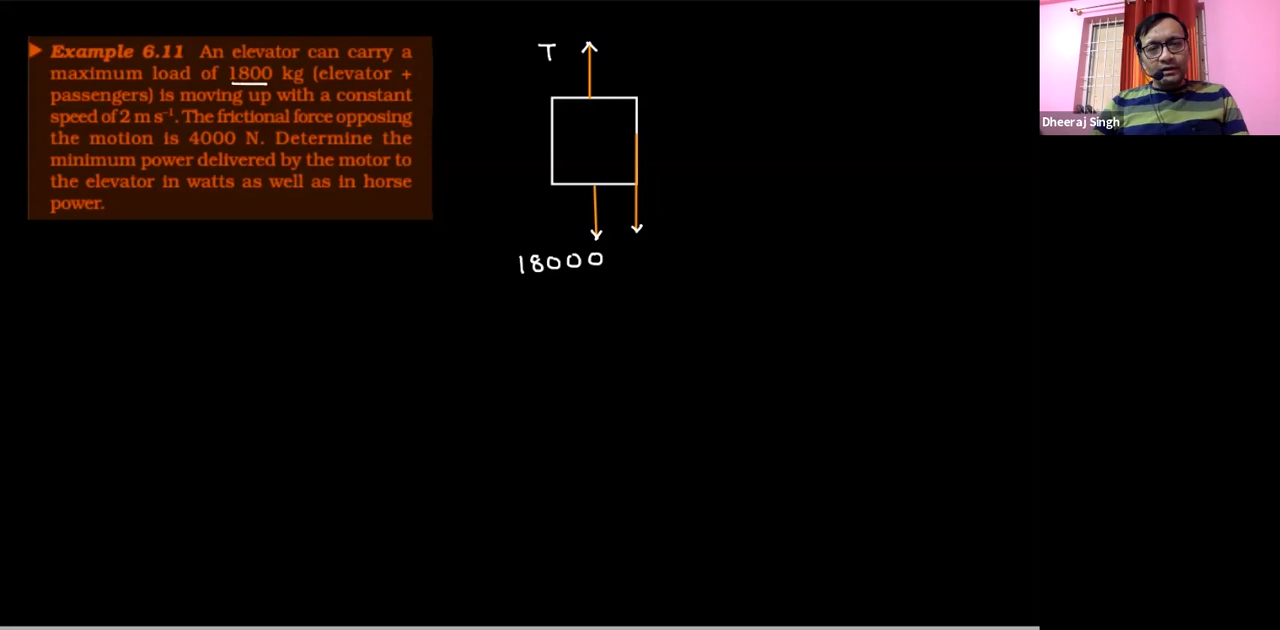 ▶ Example 6.11 An elevator can carry a
maximum load of 1800 kg (elevator +
passengers) is moving up with a constant
speed of 2 m s⁻¹. The frictional force opposing
the motion is 4000 N. Determine the
minimum power delivered by the motor to
the elevator in watts as well as in horse
power.
T
18000
Dheeraj Singh